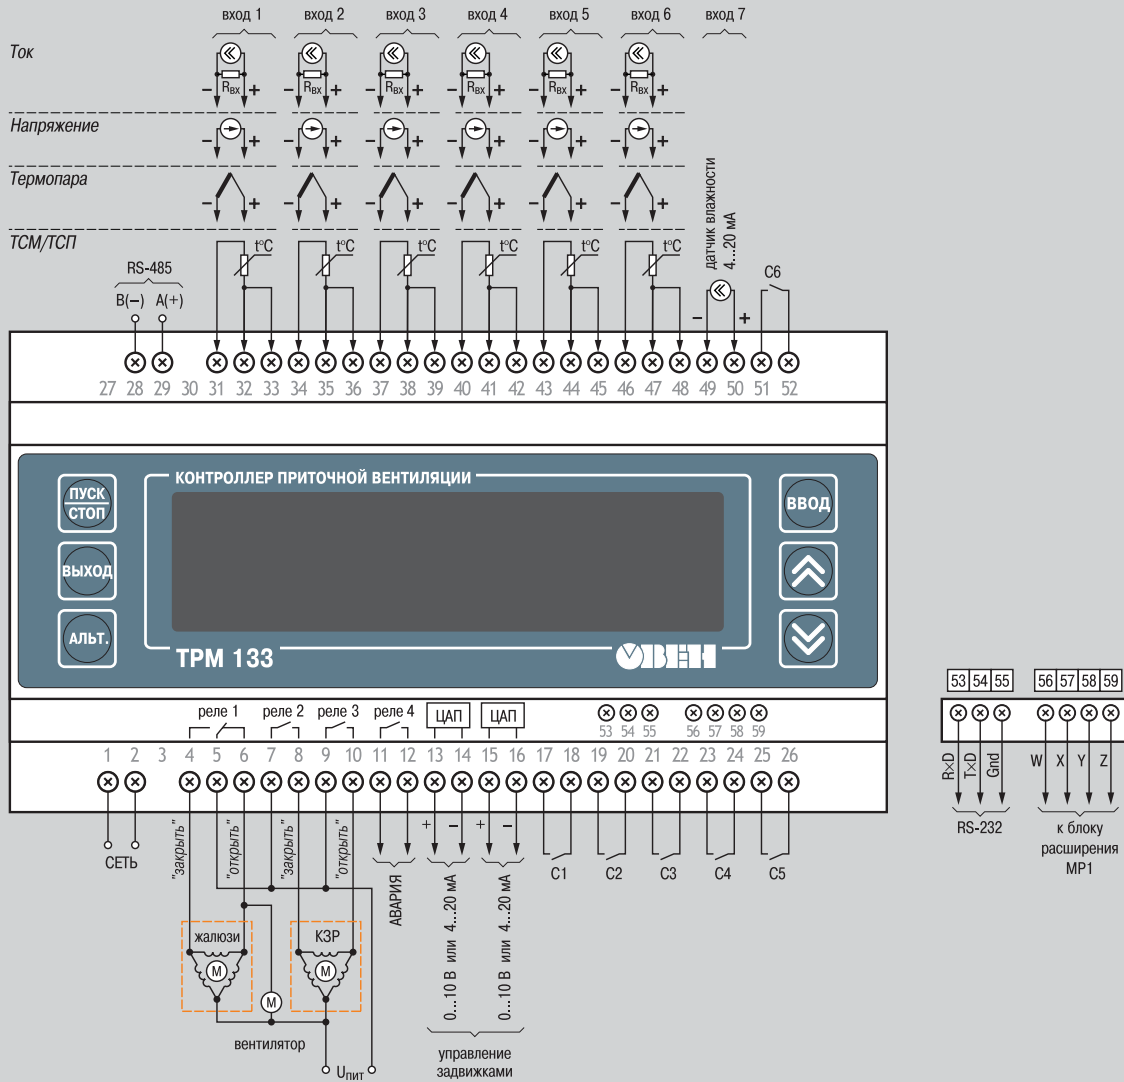 вход 1 вход 2 вход 3 вход 4 вход 5 вход 6 вход 7
Ток
Rвх Rвх Rвх Rвх Rвх Rвх
– + – + – + – + – + – +
Напряжение
– + – + – + – + – + – +
Термопара
– + – + – + – + – + – +
ТСМ/ТСП
t°C t°C t°C t°C t°C t°C
датчик влажности
4...20 мА
– +
C6
RS-485
B(–) A(+)
27 28 29 30 31 32 33 34 35 36 37 38 39 40 41 42 43 44 45 46 47 48 49 50 51 52
КОНТРОЛЛЕР ПРИТОЧНОЙ ВЕНТИЛЯЦИИ
ПУСК
СТОП
ВЫХОД
АЛЬТ.
ВВОД
ТРМ 133
ОВЕН
реле 1 реле 2 реле 3 реле 4 ЦАП ЦАП
53 54 55 56 57 58 59
1 2 3 4 5 6 7 8 9 10 11 12 13 14 15 16 17 18 19 20 21 22 23 24 25 26
СЕТЬ
"закрыть"
"открыть"
"закрыть"
"открыть"
АВАРИЯ
+ – + –
0...10 В или 4...20 мА
0...10 В или 4...20 мА
C1 C2 C3 C4 C5
жалюзи
М
КЗР
М
М
вентилятор
Uпит
управление
задвижками
53 54 55 56 57 58 59
RxD TxD Gnd
W X Y Z
RS-232
к блоку
расширения
МР1